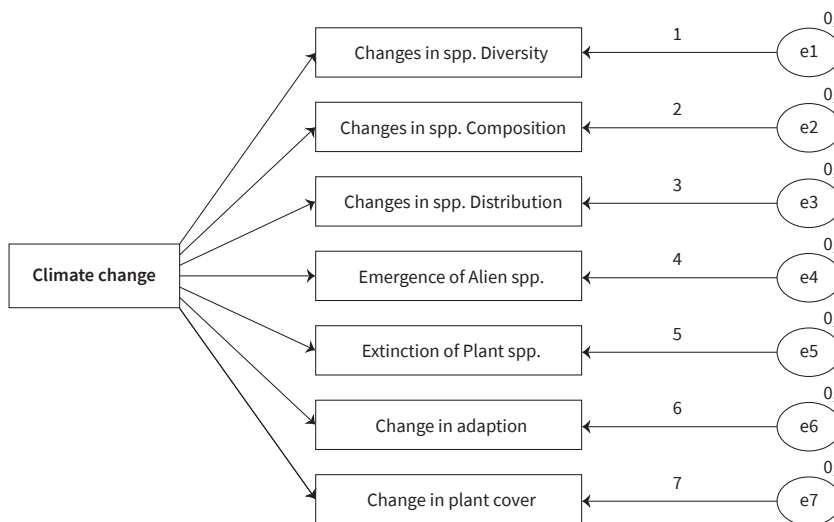 0,
Changes in spp. Diversity
1
e1
0,
Changes in spp. Composition
2
e2
0,
Changes in spp. Distribution
3
e3
0,
Climate change
Emergence of Alien spp.
4
e4
0,
Extinction of Plant spp.
5
e5
0,
Change in adaption
6
e6
0,
Change in plant cover
7
e7